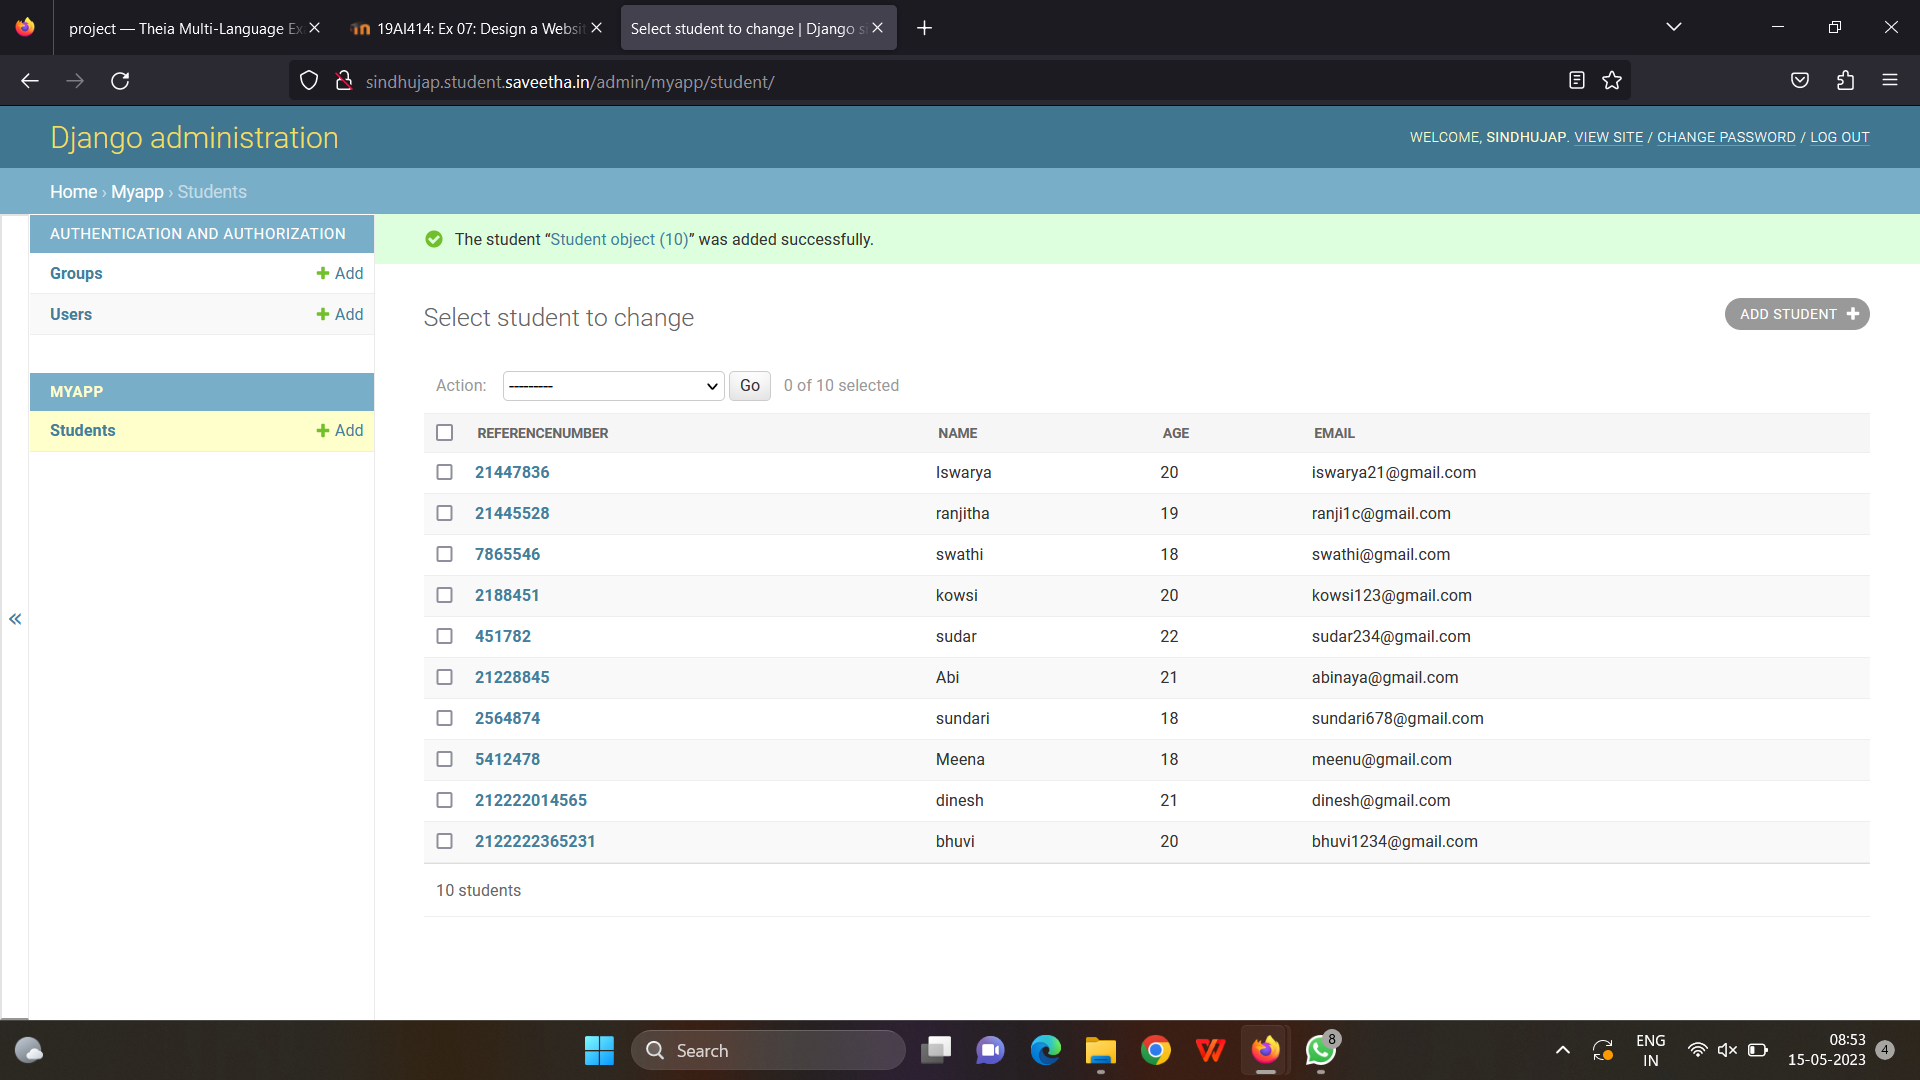 project — Theia Multi-Language Ex
19AI414: Ex 07: Design a Websit
Select student to change | Django si
sindhujap.student.saveetha.in/admin/myapp/student/
Django administration
WELCOME, SINDHUJAP. VIEW SITE / CHANGE PASSWORD / LOG OUT
Home › Myapp › Students
AUTHENTICATION AND AUTHORIZATION
Groups + Add
Users + Add
MYAPP
Students + Add
«
The student “Student object (10)” was added successfully.
Select student to change
ADD STUDENT +
Action: --------- Go 0 of 10 selected
REFERENCENUMBER NAME AGE EMAIL
21447836 Iswarya 20 iswarya21@gmail.com
21445528 ranjitha 19 ranji1c@gmail.com
7865546 swathi 18 swathi@gmail.com
2188451 kowsi 20 kowsi123@gmail.com
451782 sudar 22 sudar234@gmail.com
21228845 Abi 21 abinaya@gmail.com
2564874 sundari 18 sundari678@gmail.com
5412478 Meena 18 meenu@gmail.com
212222014565 dinesh 21 dinesh@gmail.com
2122222365231 bhuvi 20 bhuvi1234@gmail.com
10 students
Search
8
ENG
IN
08:53
15-05-2023
4